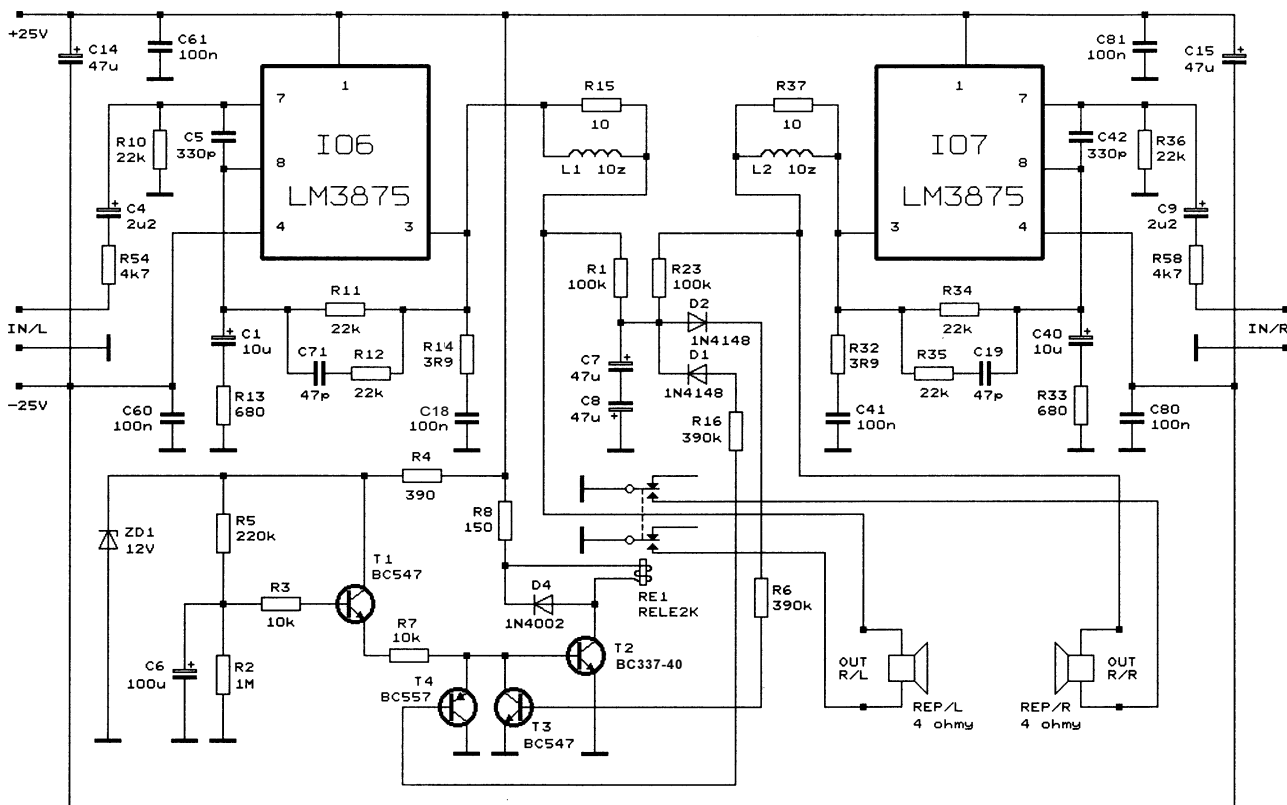 +25V
C14
47u
C61
100n
C81
100n
C15
47u
1
7
8
4
3
IO6
LM3875
R10
22k
C5
330p
C4
2u2
R54
4k7
R15
10
L1 10z
R37
10
L2 10z
1
7
8
4
3
IO7
LM3875
C42
330p
R36
22k
C9
2u2
R58
4k7
IN/L
-25V
C1
10u
R13
680
C60
100n
R11
22k
C71
47p
R12
22k
R14
3R9
C18
100n
R1
100k
R23
100k
D2
1N4148
D1
1N4148
C7
47u
C8
47u
R16
390k
R32
3R9
C41
100n
R34
22k
R35
22k
C19
47p
C40
10u
R33
680
C80
100n
IN/R
R4
390
R8
150
ZD1
12V
R5
220k
R3
10k
T1
BC547
R7
10k
C6
100u
R2
1M
D4
1N4002
RE1
RELE2K
T2
BC337-40
T4
BC557
T3
BC547
R6
390k
OUT
R/L
REP/L
4 ohmy
OUT
R/R
REP/R
4 ohmy